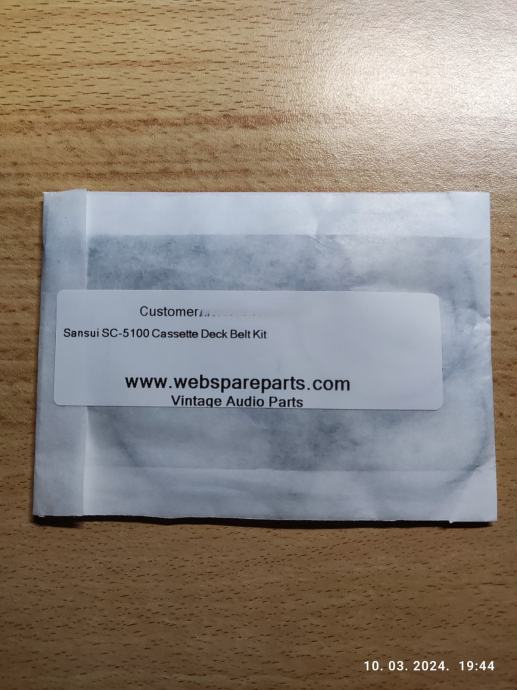 Customer
Sansui SC-5100 Cassette Deck Belt Kit
www.webspareparts.com
Vintage Audio Parts
10. 03. 2024. 19:44